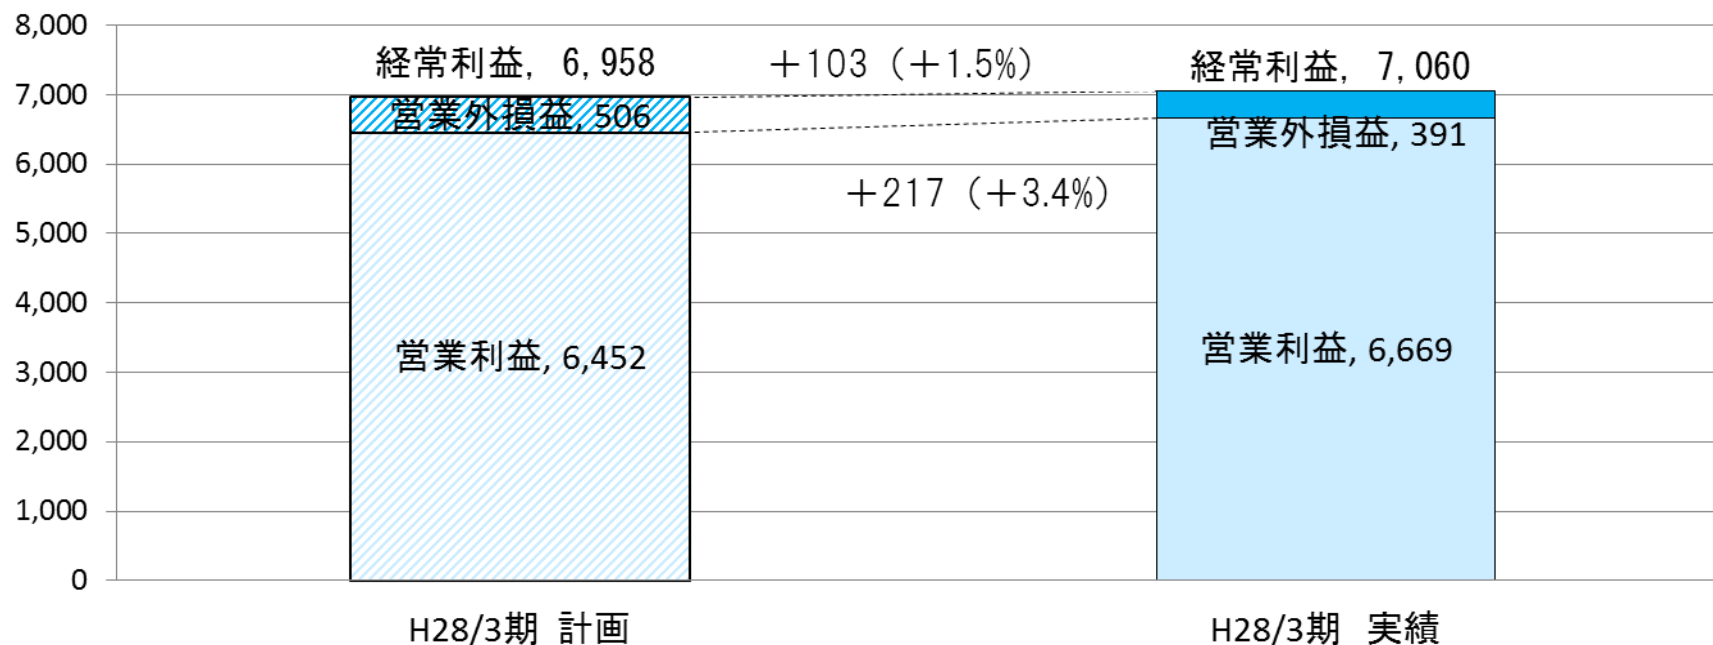 8,000
7,000
6,000
5,000
4,000
3,000
2,000
1,000
0
経常利益, 6,958
営業外損益, 506
営業利益, 6,452
H28/3期 計画
+103（+1.5%）
+217（+3.4%）
経常利益, 7,060
営業外損益, 391
営業利益, 6,669
H28/3期 実績